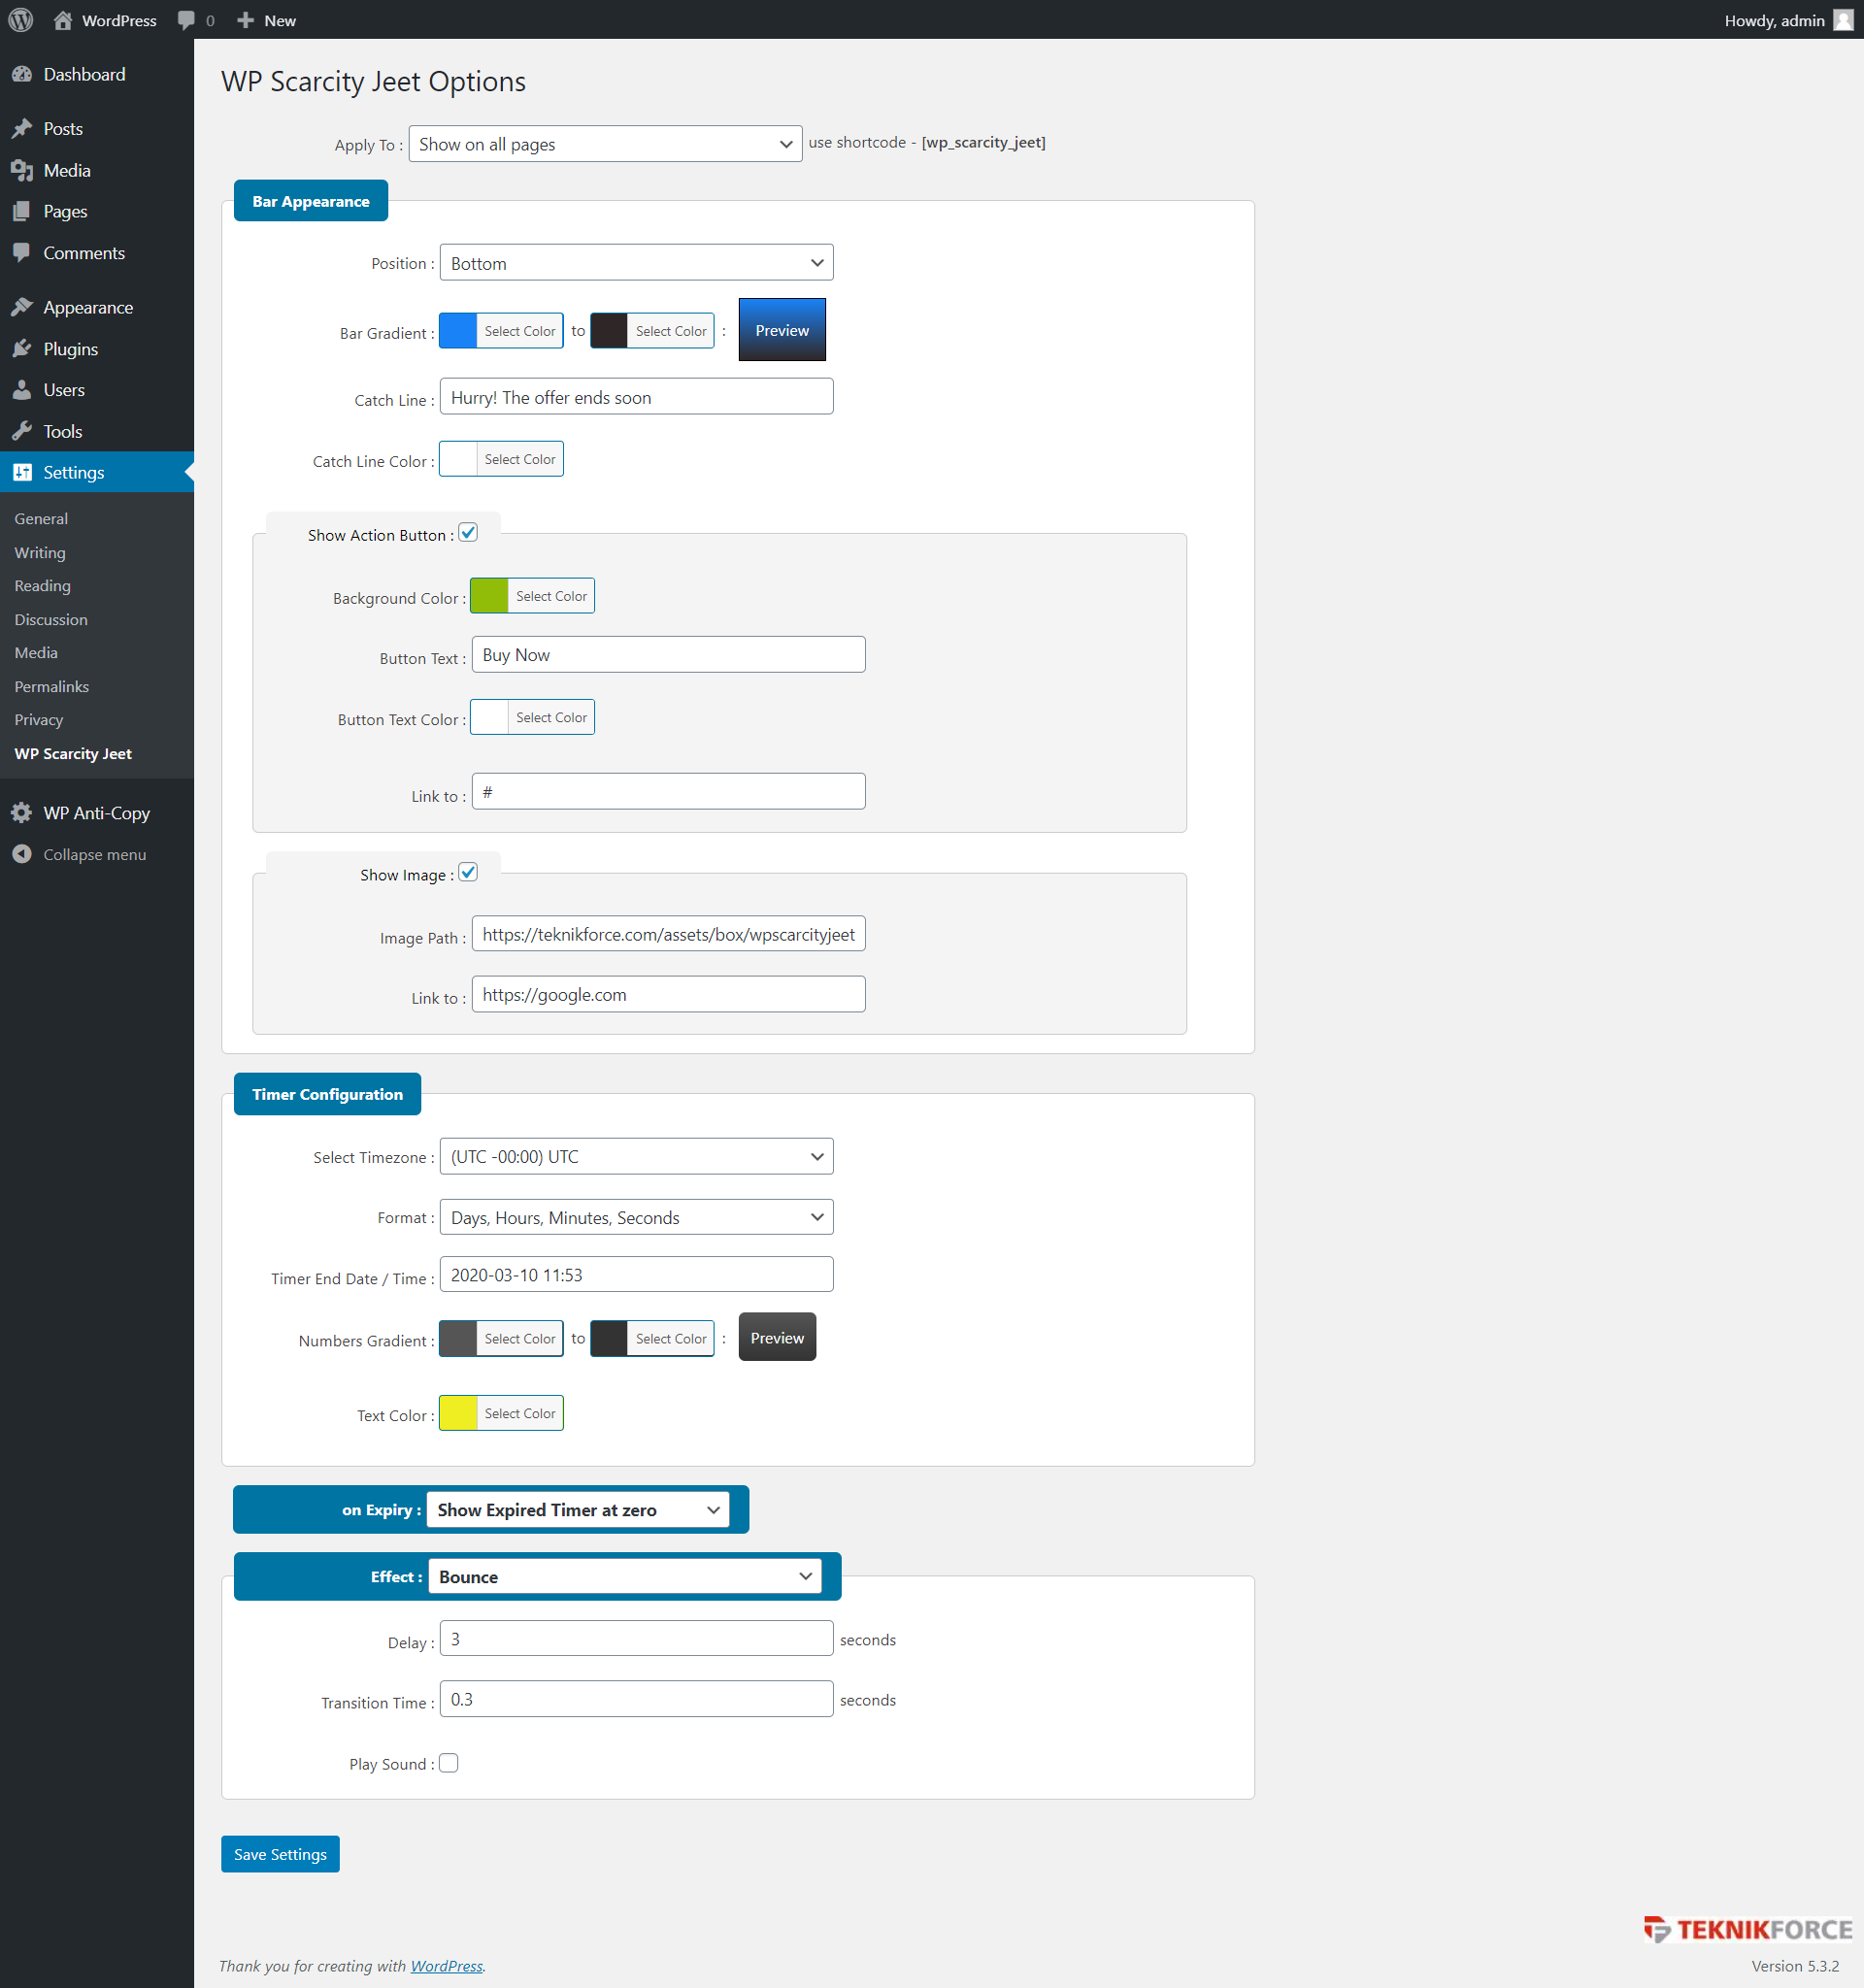 WordPress 0 New Howdy, admin
Dashboard
Posts
Media
Pages
Comments
Appearance
Plugins
Users
Tools
Settings
General
Writing
Reading
Discussion
Media
Permalinks
Privacy
WP Scarcity Jeet
WP Anti-Copy
Collapse menu
WP Scarcity Jeet Options
Apply To : Show on all pages use shortcode - [wp_scarcity_jeet]
Bar Appearance
Position : Bottom
Bar Gradient : Select Color to Select Color : Preview
Catch Line : Hurry! The offer ends soon
Catch Line Color : Select Color
Show Action Button :
Background Color : Select Color
Button Text : Buy Now
Button Text Color : Select Color
Link to : #
Show Image :
Image Path : https://teknikforce.com/assets/box/wpscarcityjeet
Link to : https://google.com
Timer Configuration
Select Timezone : (UTC -00:00) UTC
Format : Days, Hours, Minutes, Seconds
Timer End Date / Time : 2020-03-10 11:53
Numbers Gradient : Select Color to Select Color : Preview
Text Color : Select Color
on Expiry : Show Expired Timer at zero
Effect : Bounce
Delay : 3 seconds
Transition Time : 0.3 seconds
Play Sound :
Save Settings
TEKNIKFORCE
Thank you for creating with WordPress. Version 5.3.2